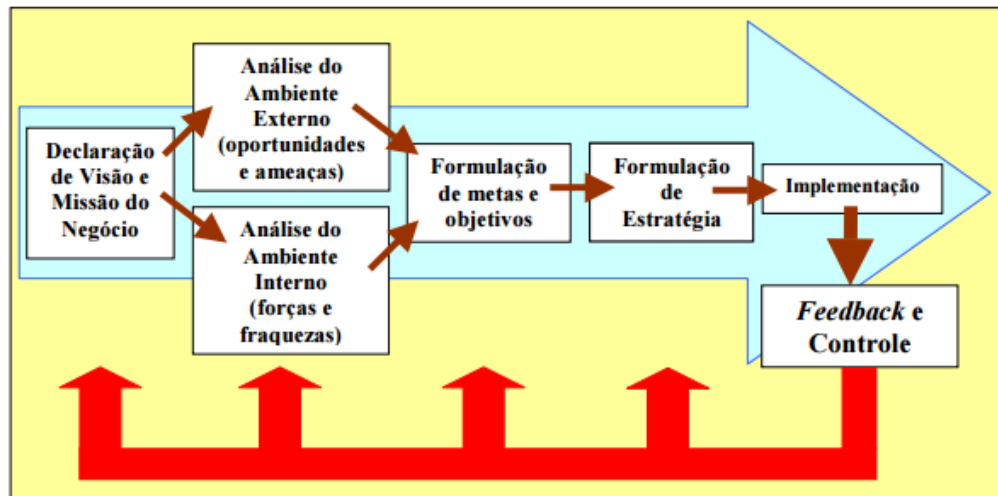 Declaração
de Visão e
Missão do
Negócio
Análise do
Ambiente
Externo
(oportunidades
e ameaças)
Análise do
Ambiente
Interno
(forças e
fraquezas)
Formulação
de metas e
objetivos
Formulação
de
Estratégia
Implementação
Feedback e
Controle